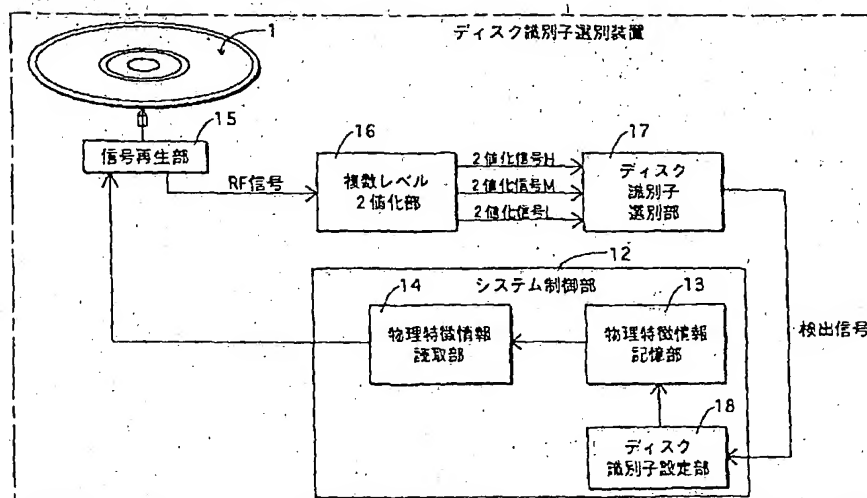 ディスク識別子選別装置
1
15
信号再生部
RF信号
16
複数レベル
2値化部
2値化信号H
2値化信号M
2値化信号L
17
ディスク
識別子
選別部
12
システム制御部
14
物理特徴情報
読取部
13
物理特徴情報
記憶部
検出信号
18
ディスク
識別子設定部